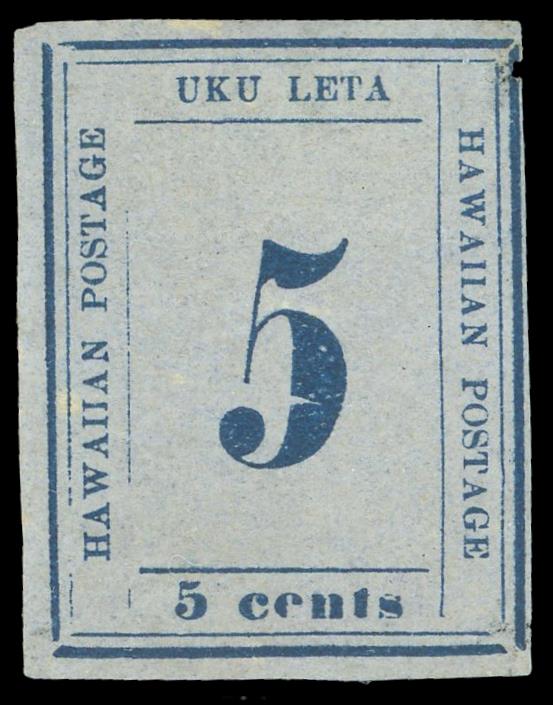 UKU LETA
HAWAIIAN POSTAGE
5
HAWAIIAN POSTAGE
5 cents